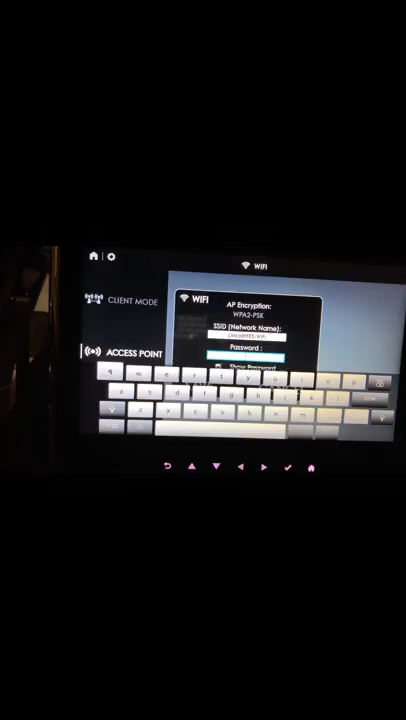 WIFI
CLIENT MODE
ACCESS POINT
WIFI
AP Encryption:
WPA2-PSK
SSID (Network Name):
Password :
Show Password
q w e r t y u i o p
a s d f g h j k l
z x c v b n m